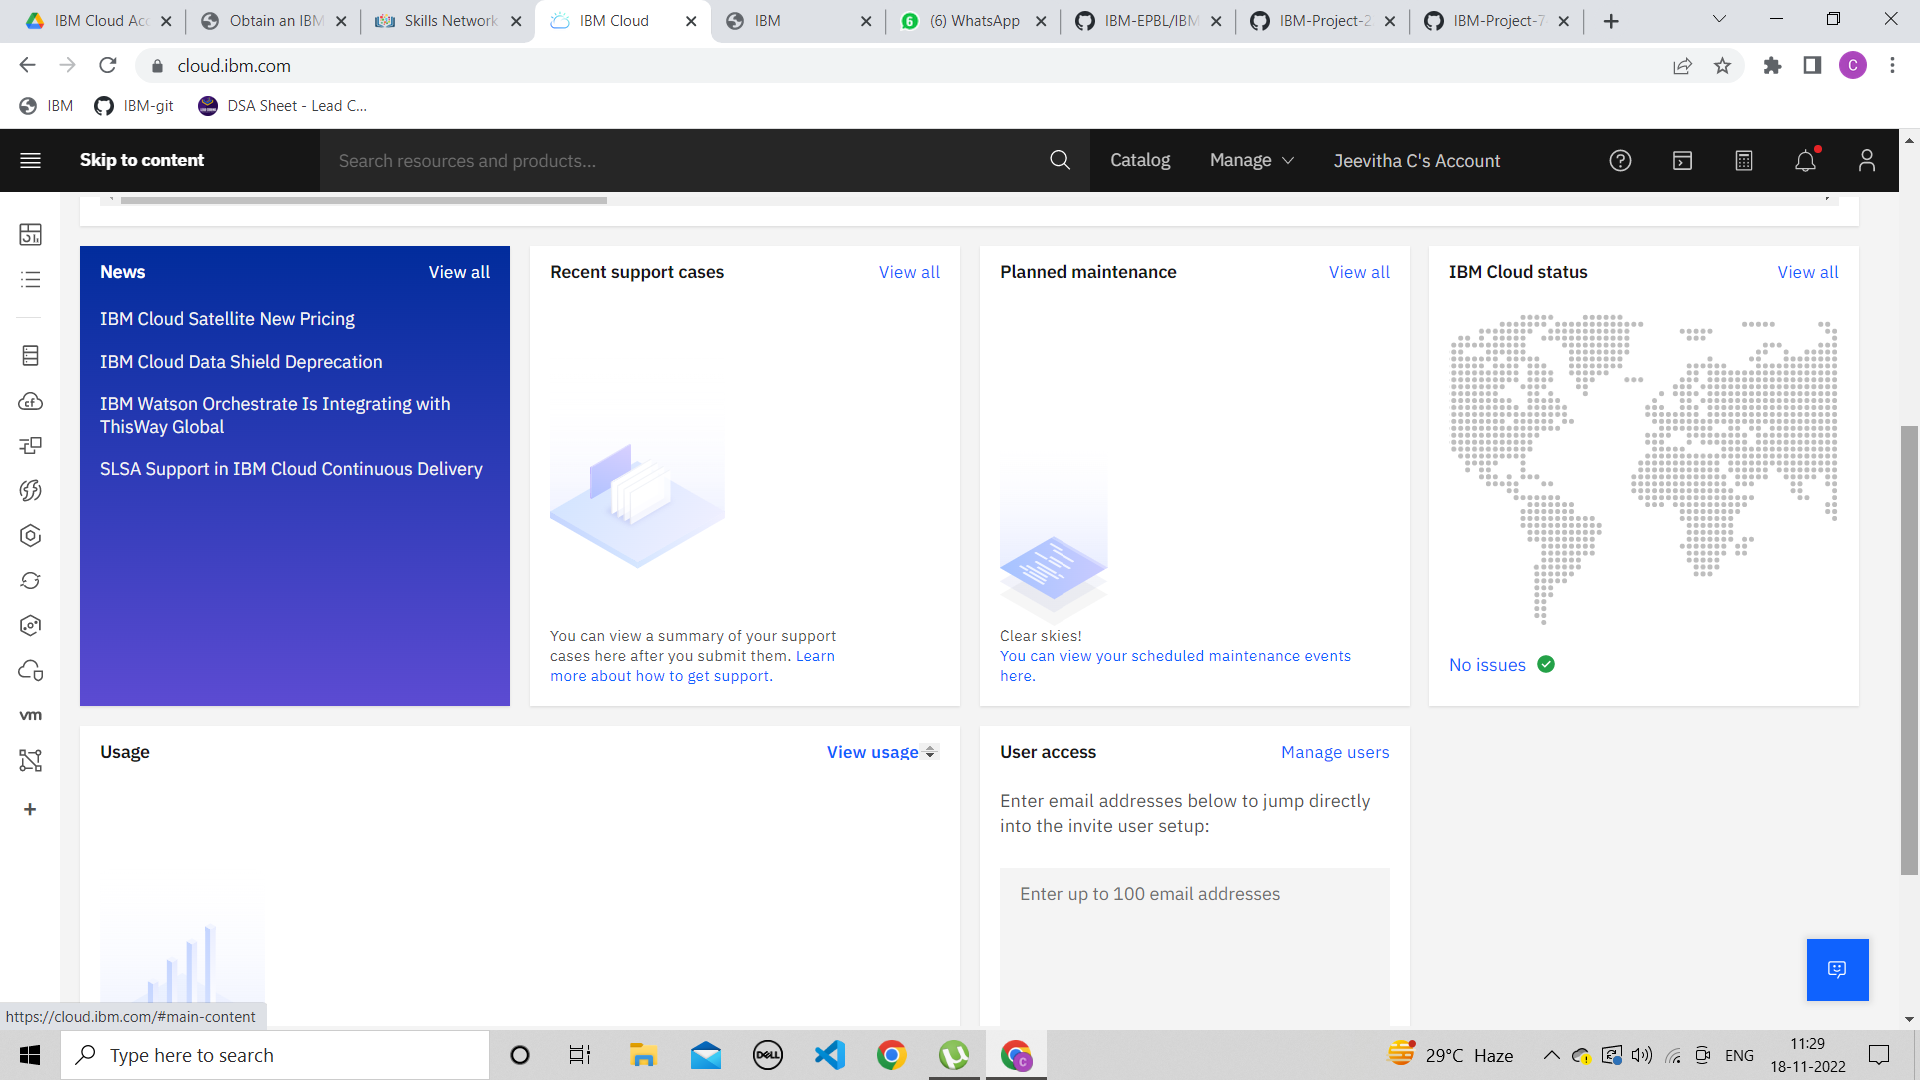 IBM Cloud Acc
Obtain an IBM
Skills Network
IBM Cloud
IBM
(6) WhatsApp
IBM-EPBL/IBM
IBM-Project-2
IBM-Project-7
cloud.ibm.com
C
IBM
IBM-git
DSA Sheet - Lead C...
Skip to content
Search resources and products...
Catalog
Manage
Jeevitha C's Account
News
View all
IBM Cloud Satellite New Pricing
IBM Cloud Data Shield Deprecation
IBM Watson Orchestrate Is Integrating with
ThisWay Global
SLSA Support in IBM Cloud Continuous Delivery
Recent support cases
View all
You can view a summary of your support
cases here after you submit them. Learn
more about how to get support.
Planned maintenance
View all
Clear skies!
You can view your scheduled maintenance events
here.
IBM Cloud status
View all
No issues
cf
vm
Usage
View usage
User access
Manage users
Enter email addresses below to jump directly
into the invite user setup:
Enter up to 100 email addresses
https://cloud.ibm.com/#main-content
Type here to search
DELL
29°C Haze
ENG
11:29
18-11-2022